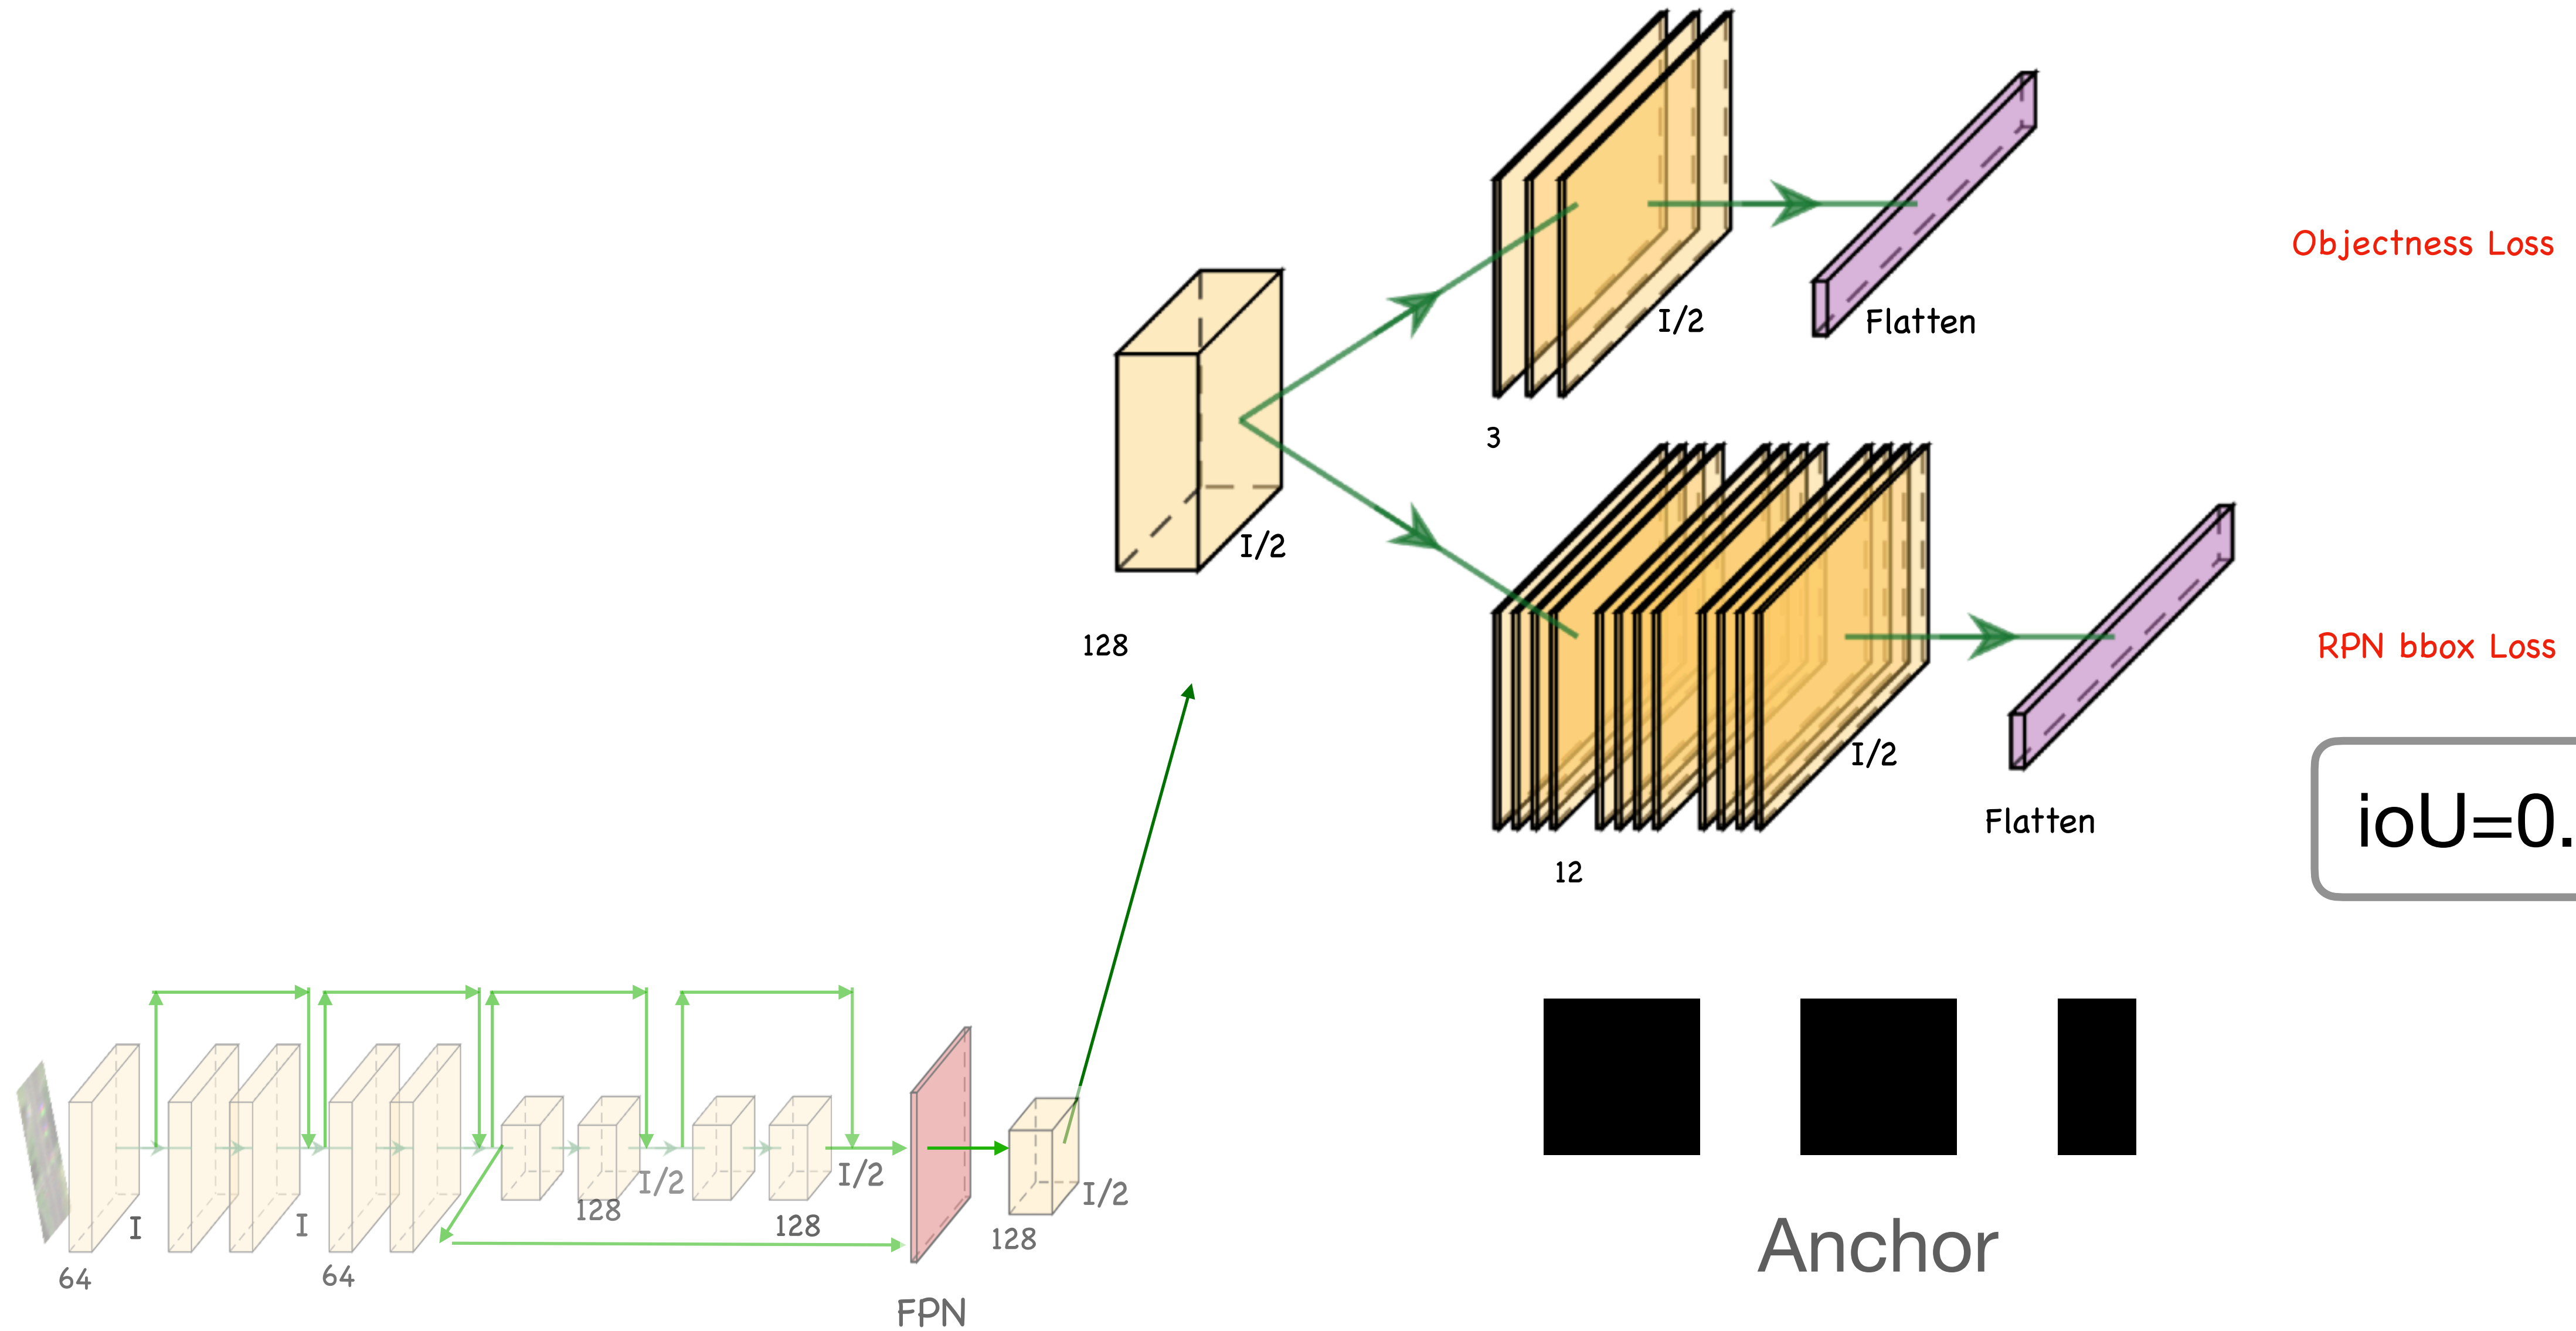 Objectness Loss
I/2
Flatten
3
I/2
128
RPN bbox Loss
I/2
Flatten
ioU=0.
12
I/2
I/2
128
128
I/2
128
I
I
64
64
Anchor
FPN